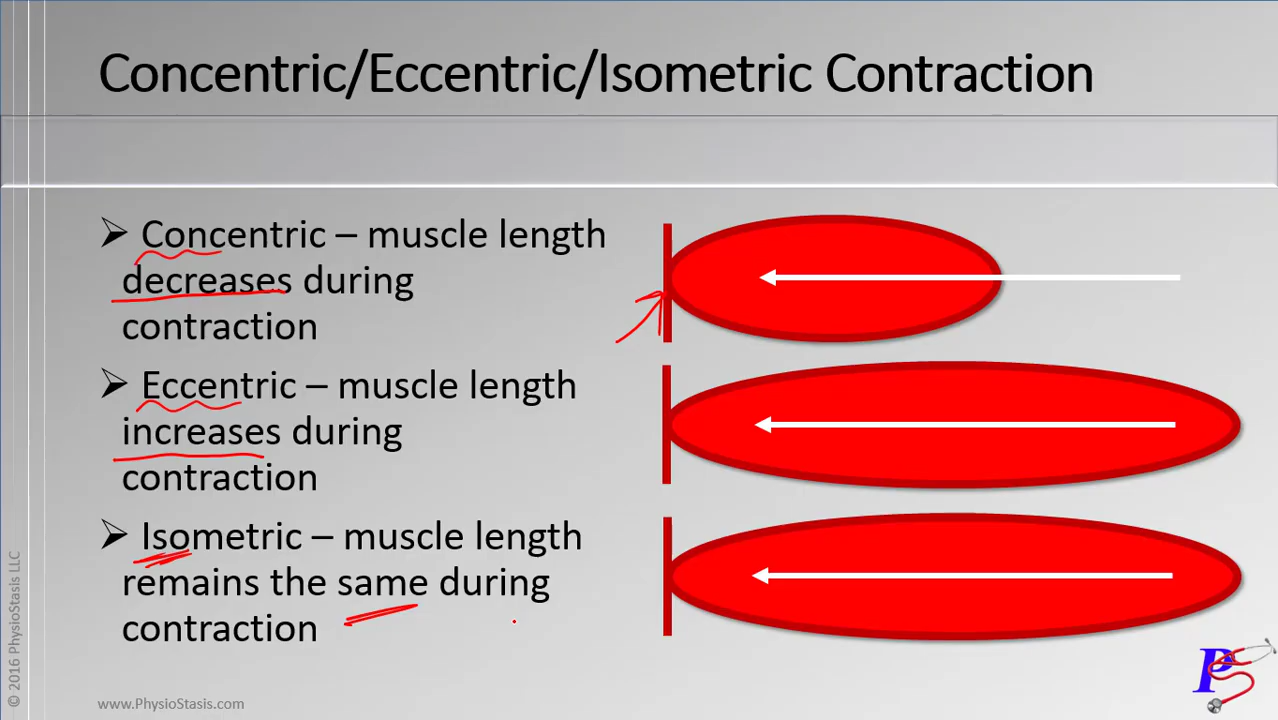 Concentric/Eccentric/Isometric Contraction
➢ Concentric – muscle length
decreases during
contraction
➢ Eccentric – muscle length
increases during
contraction
➢ Isometric – muscle length
remains the same during
contraction
© 2016 PhysioStasis LLC
www.PhysioStasis.com
PS